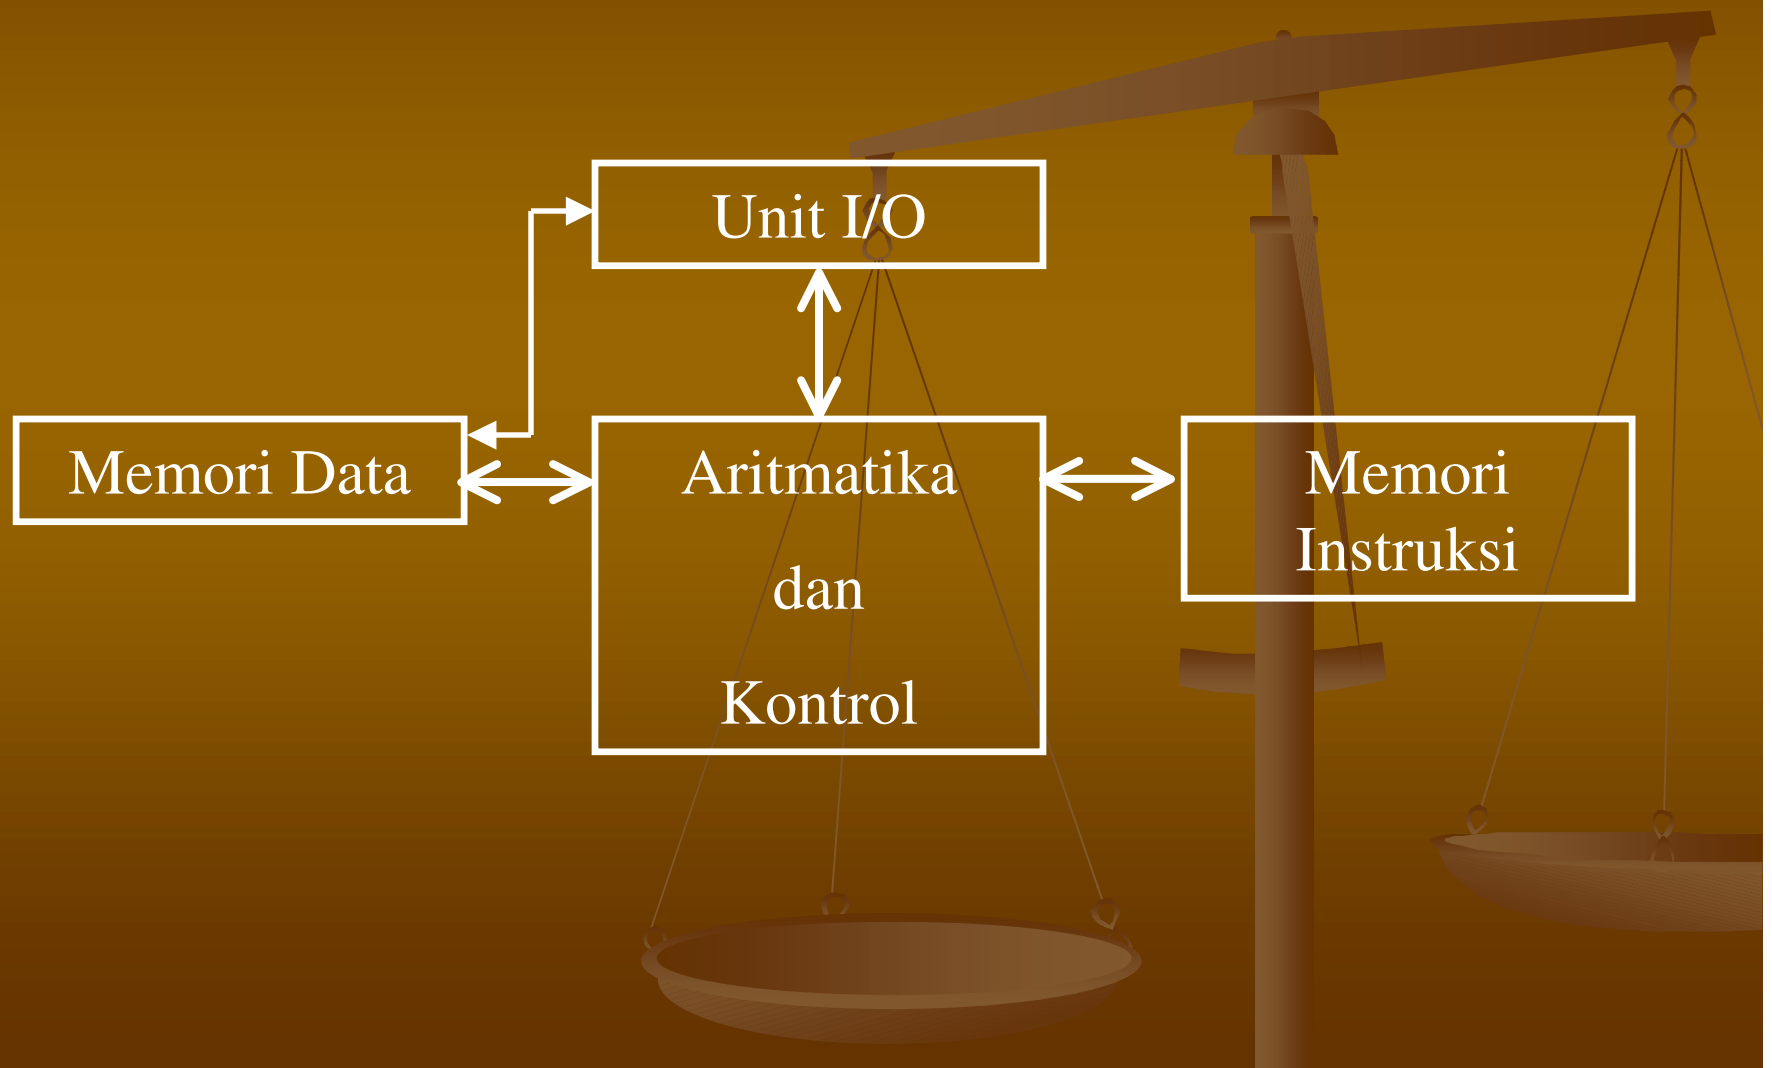 Unit I/O
Memori Data
Aritmatika
dan
Kontrol
Memori
Instruksi